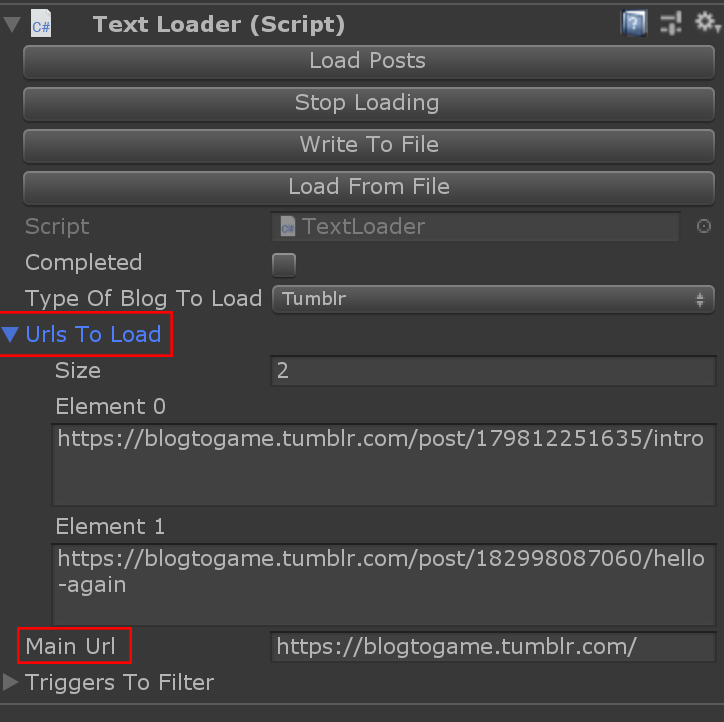 C#
Text Loader (Script)
Load Posts
Stop Loading
Write To File
Load From File
Script C# TextLoader
Completed
Type Of Blog To Load Tumblr
Urls To Load
Size 2
Element 0
https://blogtogame.tumblr.com/post/179812251635/intro
Element 1
https://blogtogame.tumblr.com/post/182998087060/hello
-again
Main Url https://blogtogame.tumblr.com/
Triggers To Filter